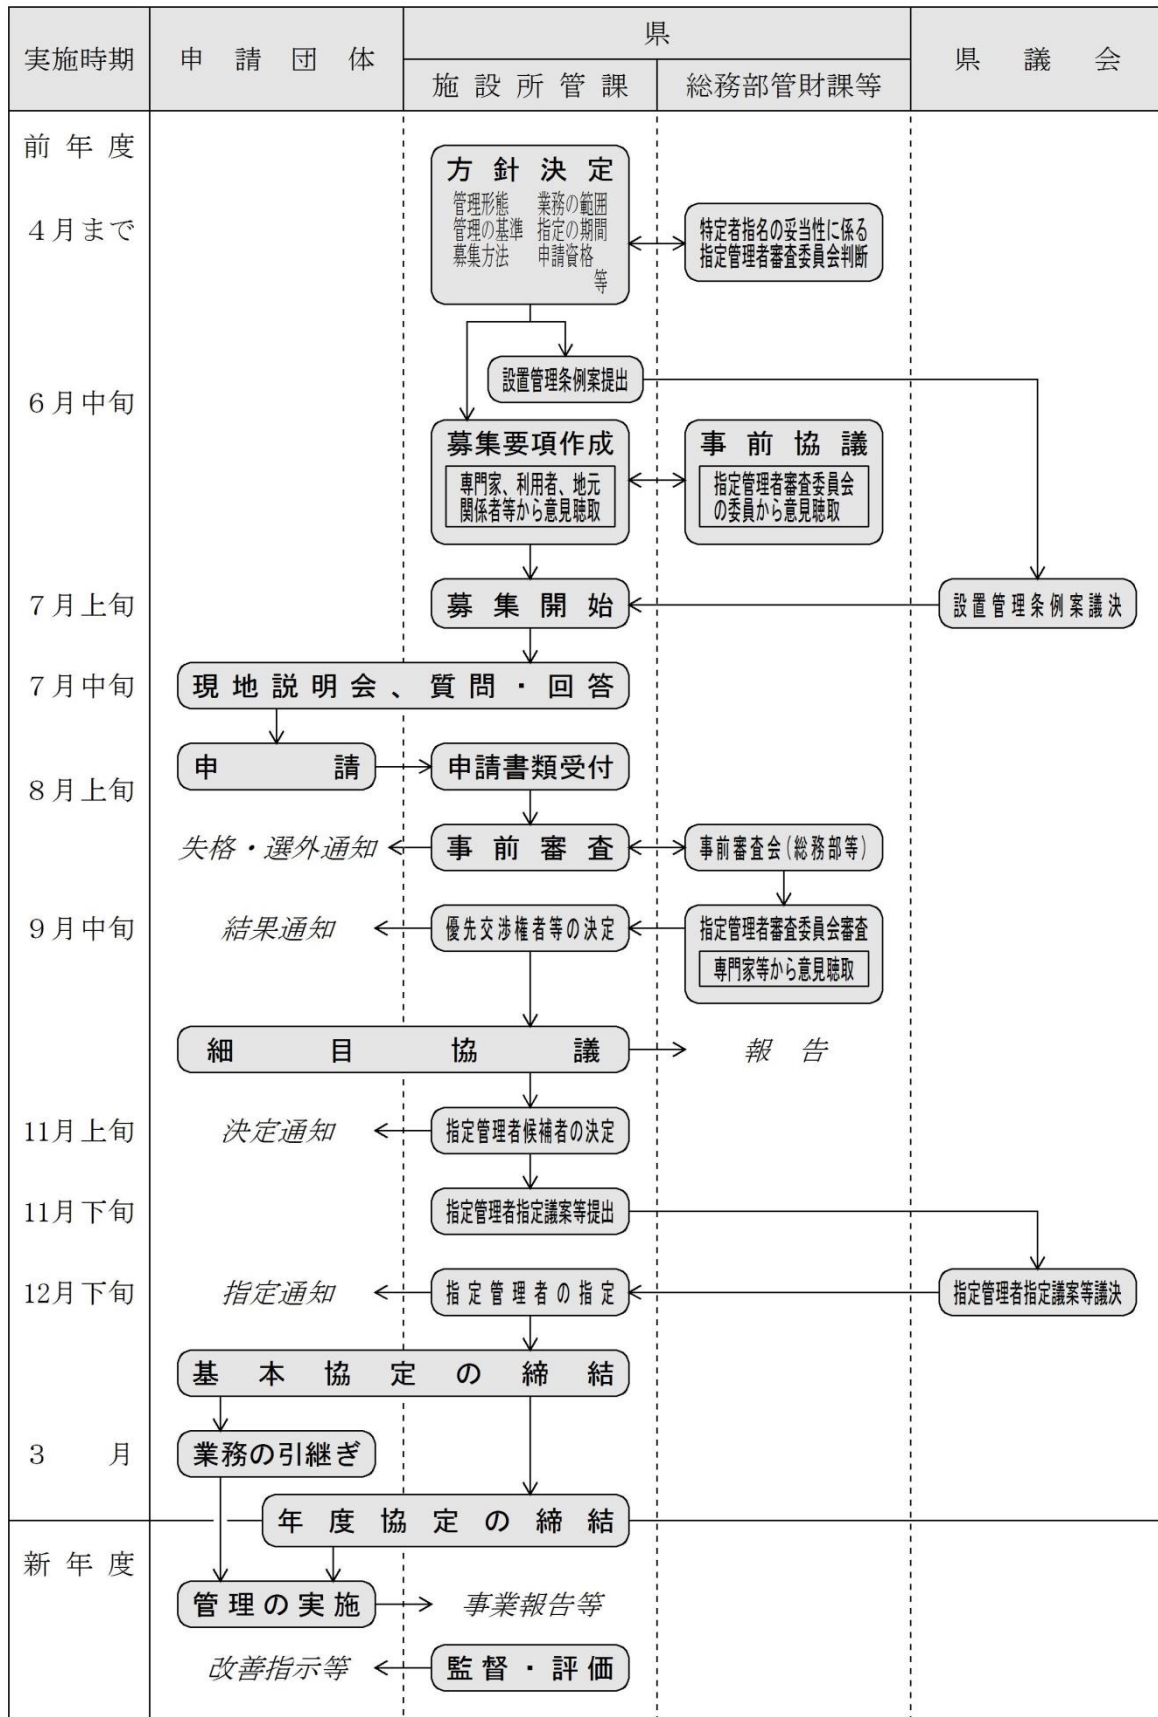 実施時期
申請団体
県
施設所管課
総務部管財課等
県議会
前年度
４月まで
方針決定
管理形態　業務の範囲
管理の基準　指定の期間
募集方法　申請資格
等
特定者指名の妥当性に係る
指定管理者審査委員会判断
設置管理条例案提出
６月中旬
募集要項作成
専門家、利用者、地元
関係者等から意見聴取
事前協議
指定管理者審査委員会
の委員から意見聴取
７月上旬
募集開始
設置管理条例案議決
７月中旬
現地説明会、質問・回答
申請
申請書類受付
８月上旬
失格・選外通知
事前審査
事前審査会(総務部等)
９月中旬
結果通知
優先交渉権者等の決定
指定管理者審査委員会審査
専門家等から意見聴取
細目協議
報告
11月上旬
決定通知
指定管理者候補者の決定
11月下旬
指定管理者指定議案等提出
12月下旬
指定通知
指定管理者の指定
指定管理者指定議案等議決
基本協定の締結
３月
業務の引継ぎ
年度協定の締結
新年度
管理の実施
事業報告等
改善指示等
監督・評価